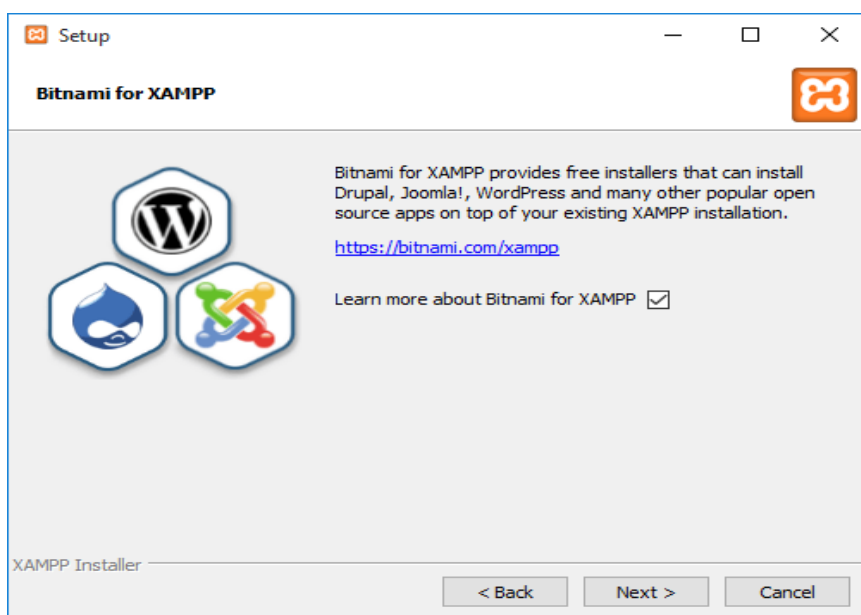 Setup
Bitnami for XAMPP
Bitnami for XAMPP provides free installers that can install
Drupal, Joomla!, WordPress and many other popular open
source apps on top of your existing XAMPP installation.
https://bitnami.com/xampp
Learn more about Bitnami for XAMPP
XAMPP Installer
< Back
Next >
Cancel